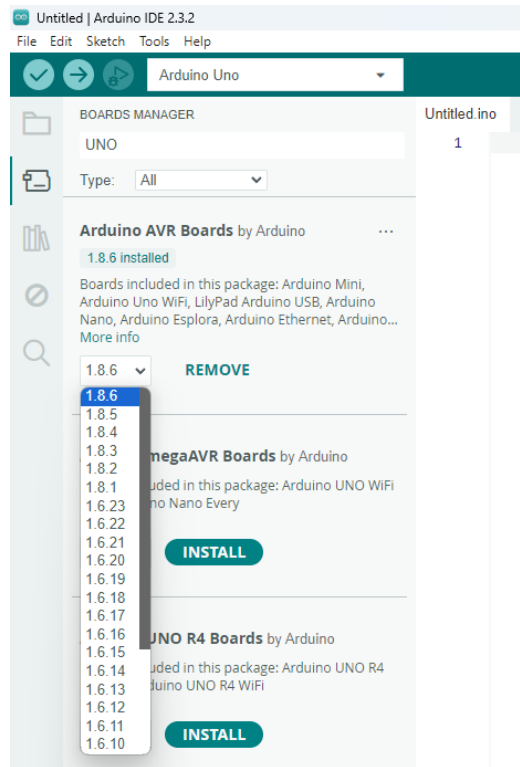 Untitled | Arduino IDE 2.3.2
File Edit Sketch Tools Help
Arduino Uno
BOARDS MANAGER
UNO
Type: All
Arduino AVR Boards by Arduino
1.8.6 installed
Boards included in this package: Arduino Mini,
Arduino Uno WiFi, LilyPad Arduino USB, Arduino
Nano, Arduino Esplora, Arduino Ethernet, Arduino...
More info
1.8.6 REMOVE
1.8.6
1.8.5
1.8.4
1.8.3
1.8.2
1.8.1
1.6.23
1.6.22
1.6.21
1.6.20
1.6.19
1.6.18
1.6.17
1.6.16
1.6.15
1.6.14
1.6.13
1.6.12
1.6.11
1.6.10
megaAVR Boards by Arduino
in this package: Arduino UNO WiFi
Nano Every
INSTALL
UNO R4 Boards by Arduino
in this package: Arduino UNO R4
UNO R4 WiFi
INSTALL
Untitled.ino
1